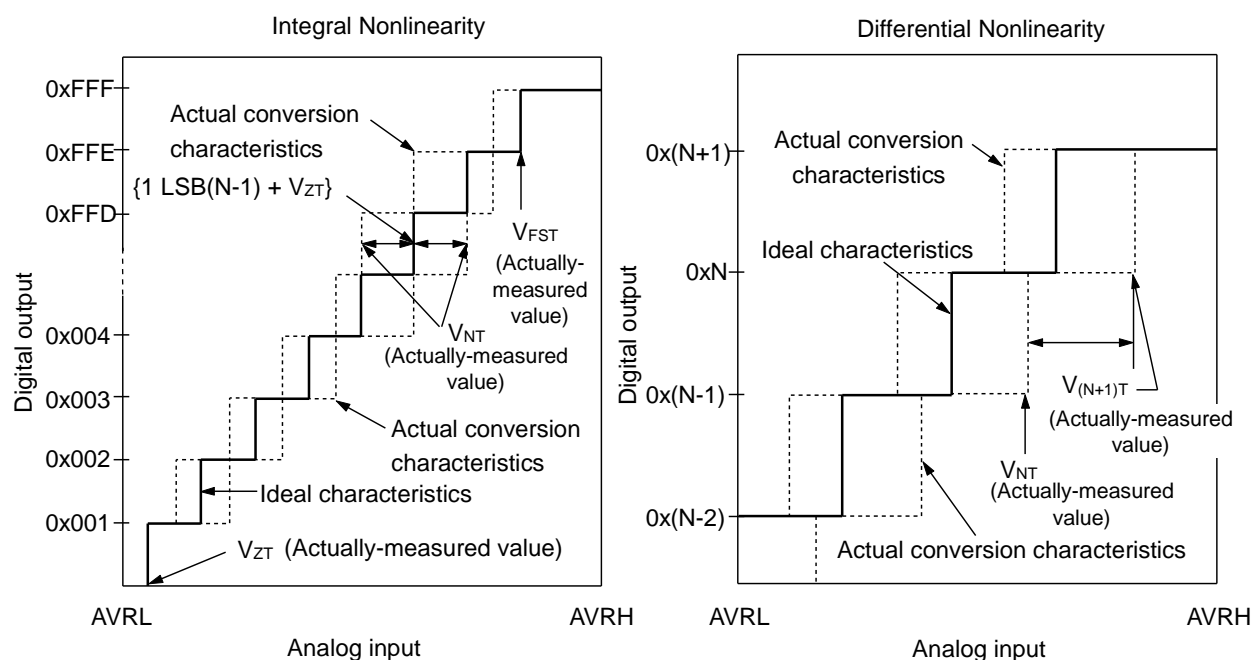 Integral Nonlinearity
0xFFF
0xFFE
0xFFD
0x004
0x003
0x002
0x001
Digital output
Actual conversion
characteristics
{1 LSB(N-1) + VZT}
VFST
(Actually-
measured
value)
VNT
(Actually-measured
value)
Actual conversion
characteristics
Ideal characteristics
VZT (Actually-measured value)
AVRL
AVRH
Analog input
Differential Nonlinearity
0x(N+1)
0xN
0x(N-1)
0x(N-2)
Digital output
Actual conversion
characteristics
Ideal characteristics
V(N+1)T
(Actually-measured
value)
VNT
(Actually-measured
value)
Actual conversion characteristics
AVRL
AVRH
Analog input